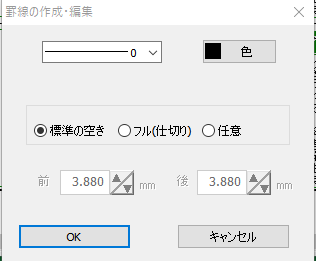 罫線の作成・編集
0
色
標準の空き
フル(仕切り)
任意
前 3.880 mm
後 3.880 mm
OK
キャンセル